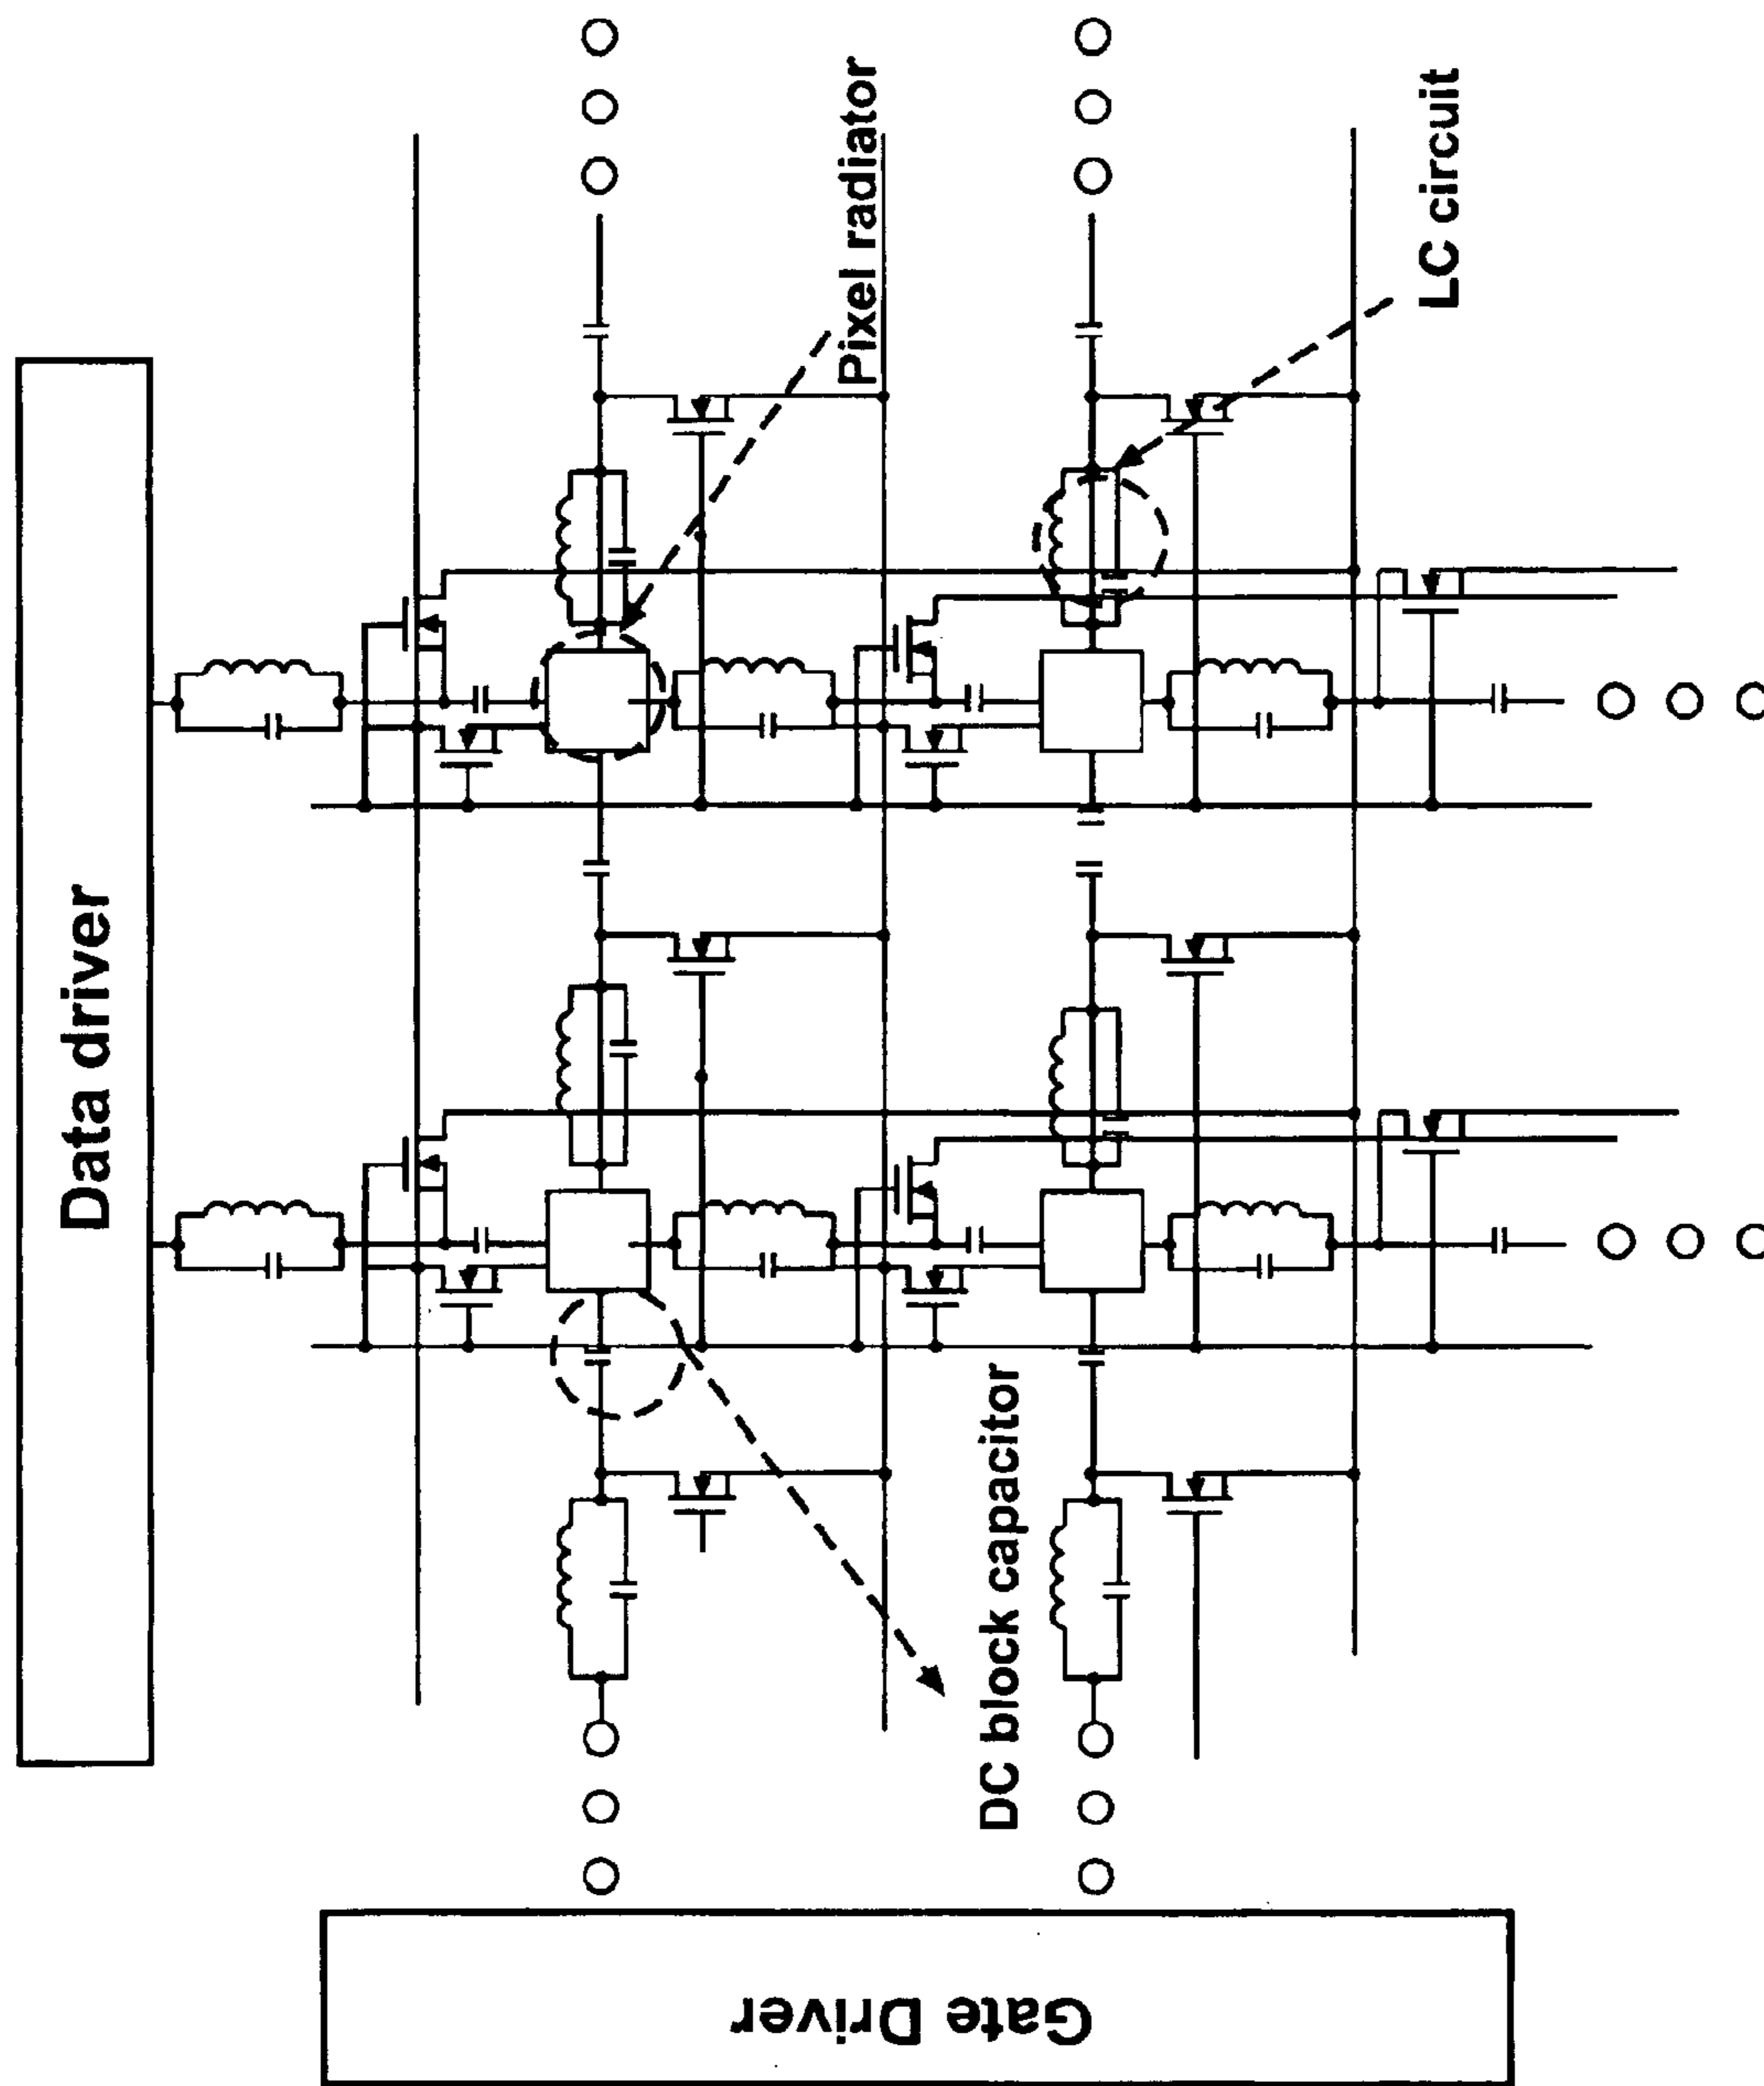 Data driver
Pixel radiator
LC circuit
DC block capacitor
Gate Driver